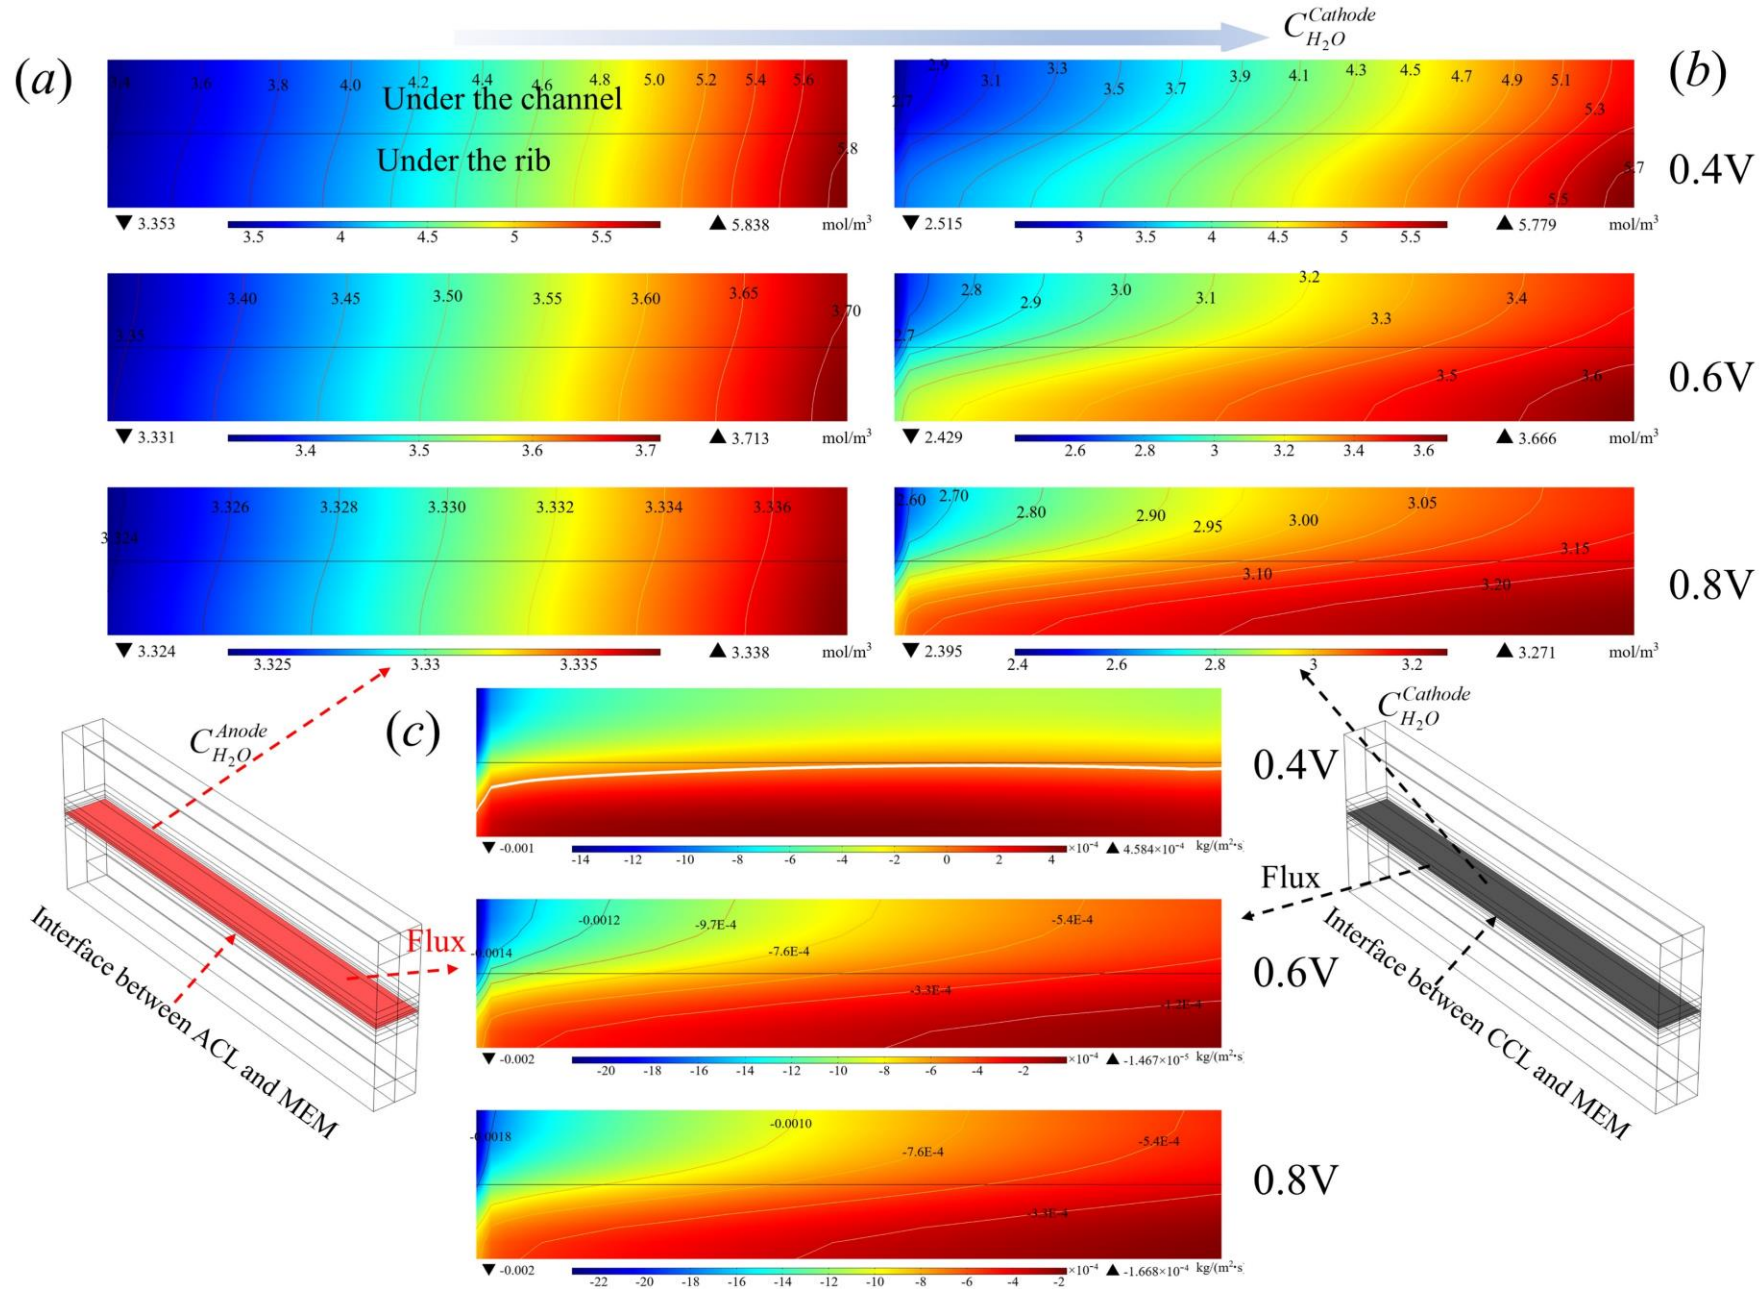 C_{H_2O}^{Cathode}
(a)
3.4 3.6 3.8 4.0 4.2 4.4 4.6 4.8 5.0 5.2 5.4 5.6
Under the channel
Under the rib
5.8
▼ 3.353
3.5 4 4.5 5 5.5
▲ 5.838 mol/m³
(b)
2.9 3.1 3.3 3.5 3.7 3.9 4.1 4.3 4.5 4.7 4.9 5.1
2.7 5.3
5.7
5.5
0.4V
▼ 2.515
3 3.5 4 4.5 5 5.5
▲ 5.779 mol/m³
3.40 3.45 3.50 3.55 3.60 3.65
3.70
3.35
▼ 3.331
3.4 3.5 3.6 3.7
▲ 3.713 mol/m³
2.8 2.9 3.0 3.1 3.2 3.3 3.4
2.7
3.5 3.6
0.6V
▼ 2.429
2.6 2.8 3 3.2 3.4 3.6
▲ 3.666 mol/m³
3.326 3.328 3.330 3.332 3.334 3.336
3.324
▼ 3.324
3.325 3.33 3.335
▲ 3.338 mol/m³
2.60 2.70 2.80 2.90 2.95 3.00 3.05
3.15
3.10 3.20
0.8V
▼ 2.395
2.4 2.6 2.8 3 3.2
▲ 3.271 mol/m³
C_{H_2O}^{Anode}
(c)
C_{H_2O}^{Cathode}
0.4V
▼ -0.001
-14 -12 -10 -8 -6 -4 -2 0 2 4
×10⁻⁴ ▲ 4.584×10⁻⁴ kg/(m²•s
Flux
Interface between ACL and MEM
Flux
Interface between CCL and MEM
-0.0014 -0.0012 -9.7E-4 -7.6E-4 -5.4E-4
-3.3E-4 -1.2E-4
0.6V
▼ -0.002
-20 -18 -16 -14 -12 -10 -8 -6 -4 -2
×10⁻⁴ ▲ -1.467×10⁻⁵ kg/(m²•s
-0.0018 -0.0010 -7.6E-4 -5.4E-4
-3.3E-4
0.8V
▼ -0.002
-22 -20 -18 -16 -14 -12 -10 -8 -6 -4 -2
×10⁻⁴ ▲ -1.668×10⁻⁴ kg/(m²•s